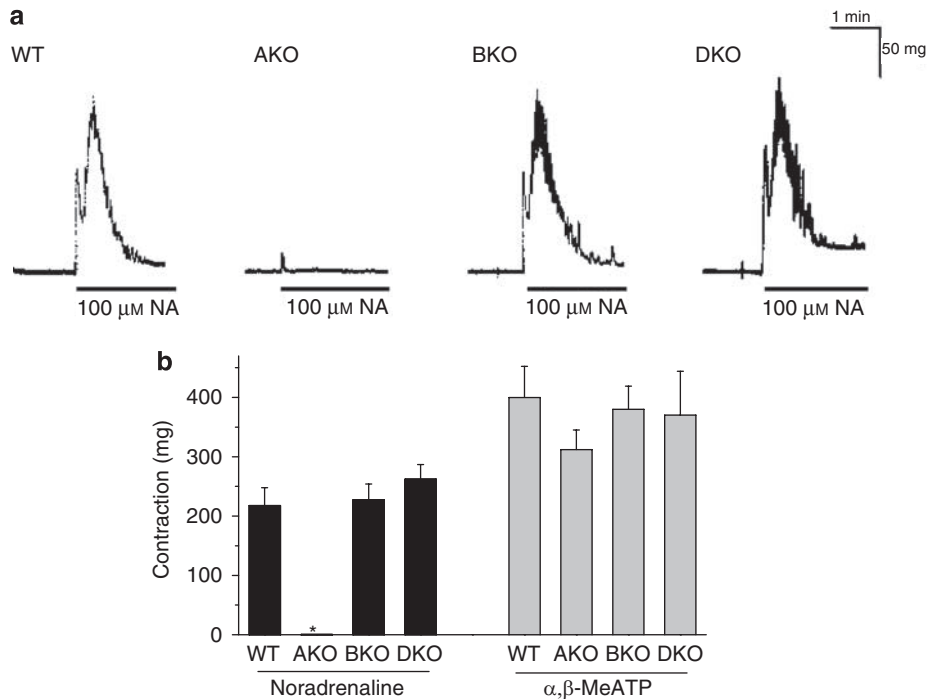 a
1 min
50 mg
WT AKO BKO DKO
100 μM NA 100 μM NA 100 μM NA 100 μM NA
b
Contraction (mg)
400
300
200
100
0
*
WT AKO BKO DKO WT AKO BKO DKO
Noradrenaline α,β-MeATP